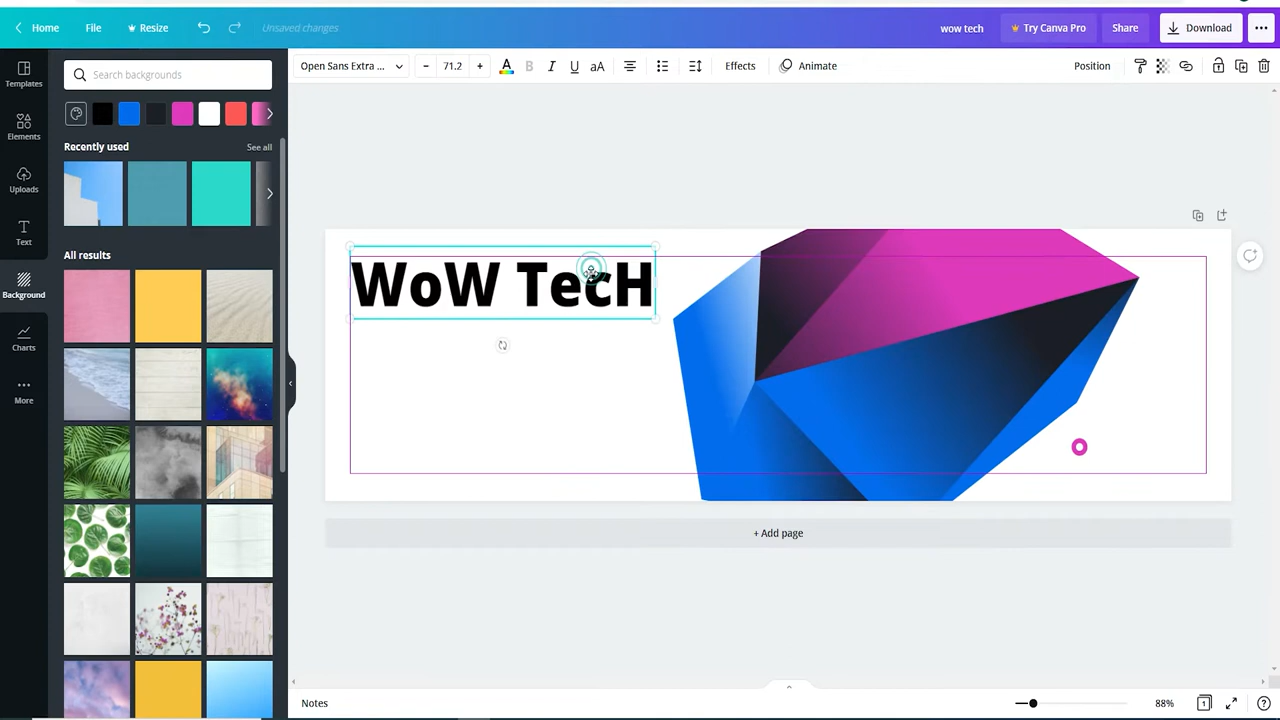 Home
File
Resize
Unsaved changes
wow tech
Try Canva Pro
Share
Download
Templates
Elements
Uploads
Text
Background
Charts
More
Search backgrounds
Recently used
See all
All results
Open Sans Extra ...
71.2
B
I
U
aA
Effects
Animate
Position
WoW TecH
+ Add page
Notes
88%
1